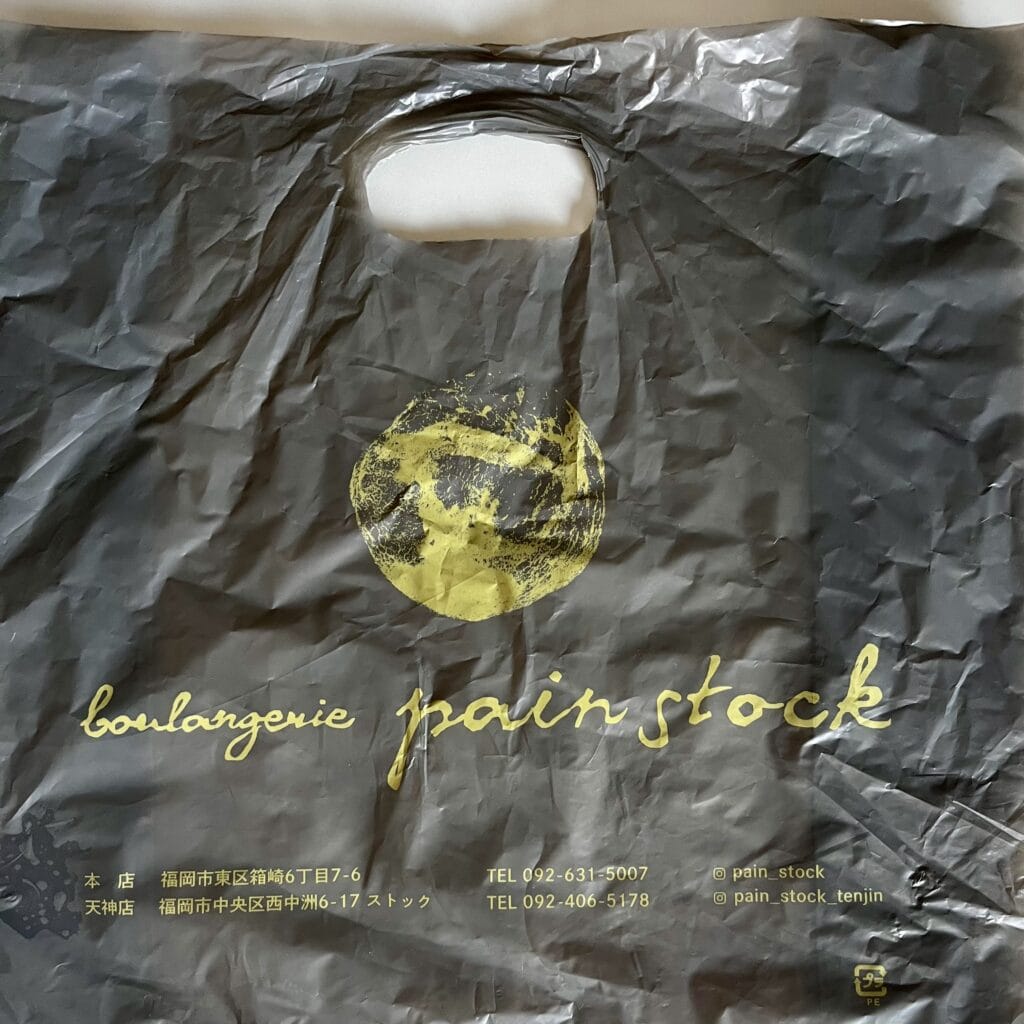 boulangerie pain stock
本 店 福岡市東区箱崎6丁目7-6 TEL 092-631-5007 pain_stock
天神店 福岡市中央区西中洲6-17 ストック TEL 092-406-5178 pain_stock_tenjin
プラ
PE